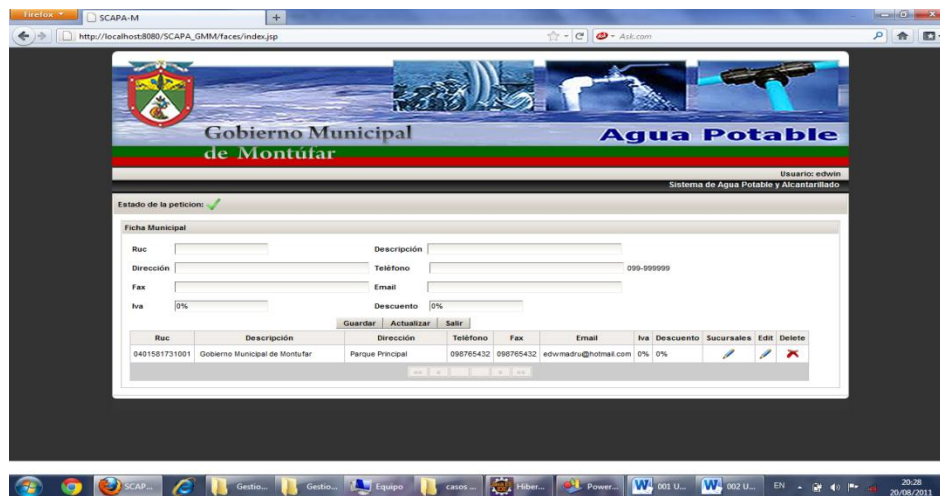 Firefox
SCAPA-M
http://localhost:8080/SCAPA_GMM/faces/index.jsp
Ask.com
Gobierno Municipal
de Montúfar
Agua Potable
Usuario: edwin
Sistema de Agua Potable y Alcantarillado
Estado de la peticion:
Ficha Municipal
Ruc Descripción
Dirección Teléfono 099-999999
Fax Email
Iva 0% Descuento 0%
Guardar Actualizar Salir
Ruc Descripción Dirección Teléfono Fax Email Iva Descuento Sucursales Edit Delete
0401581731001 Gobierno Municipal de Montufar Parque Principal 098765432 098765432 edwmadru@hotmail.com 0% 0%
SCAP... Gestio... Gestio... Equipo casos ... Hiber... Power... 001 U... 002 U... EN 20:28
20/08/2011